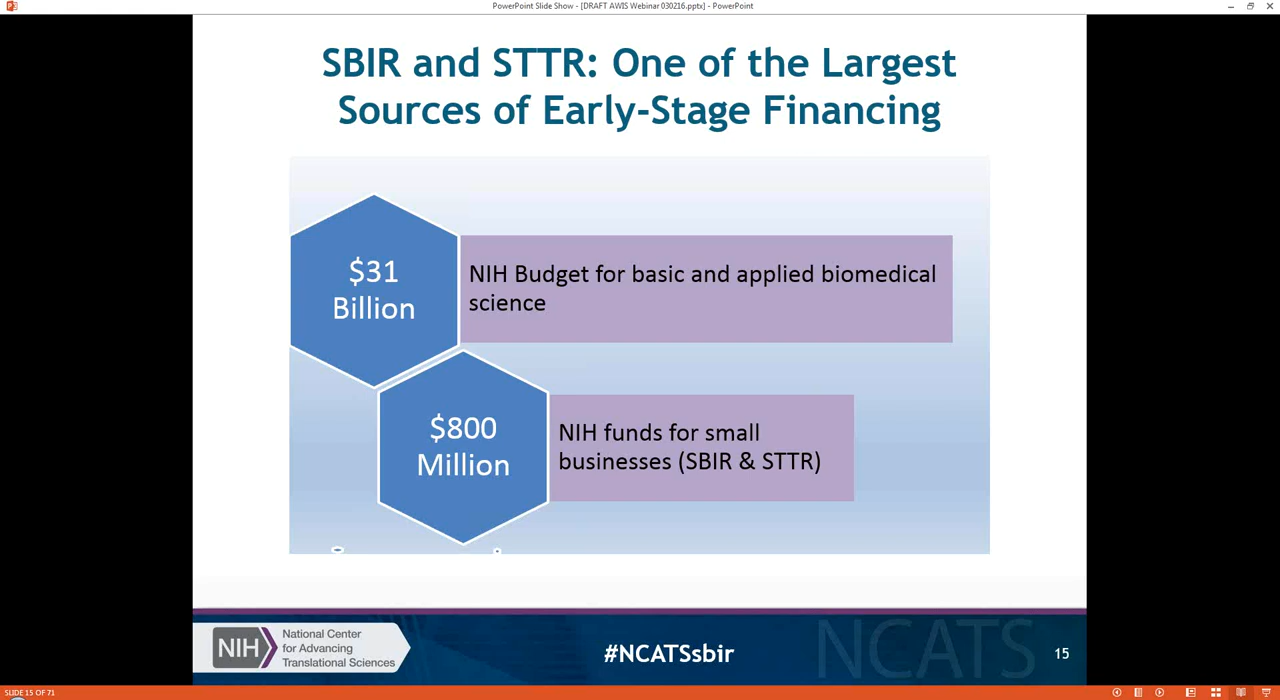 PowerPoint Slide Show - [DRAFT AWIS Webinar 030216.pptx] - PowerPoint
SBIR and STTR: One of the Largest
Sources of Early-Stage Financing
$31
Billion
NIH Budget for basic and applied biomedical
science
$800
Million
NIH funds for small
businesses (SBIR & STTR)
NIH
National Center
for Advancing
Translational Sciences
#NCATSsbir
NCATS
15
SLIDE 15 OF 71